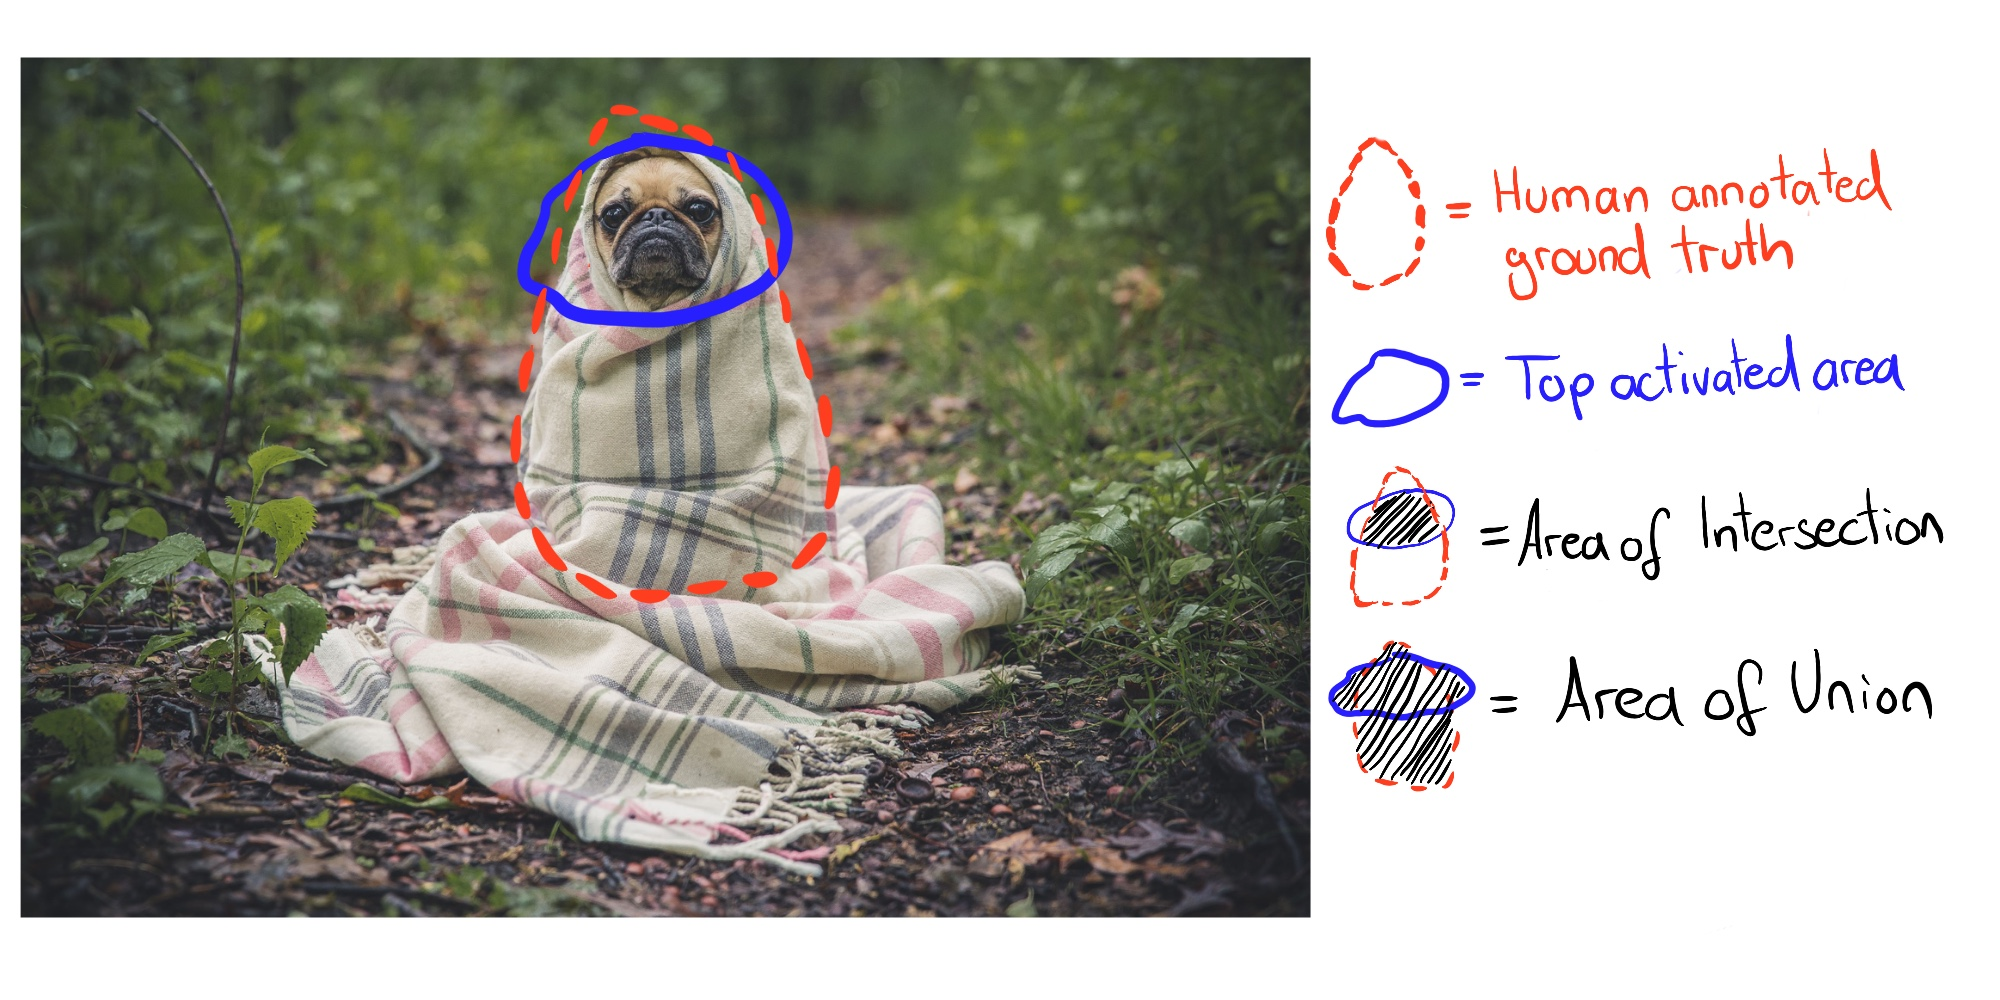 = Human annotated
ground truth
= Top activated area
= Area of Intersection
= Area of Union